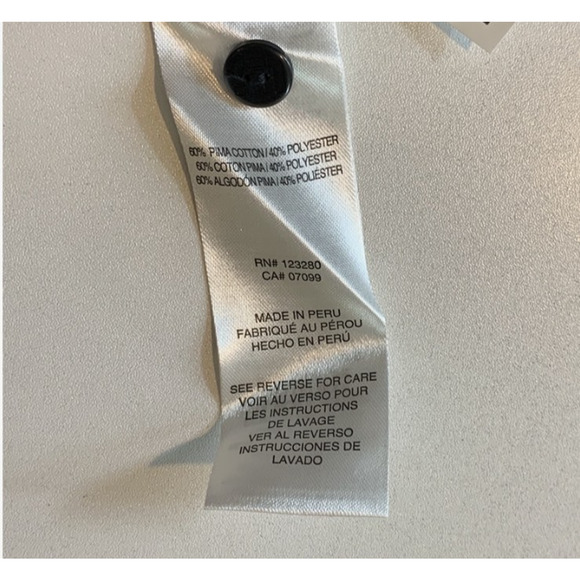 60% PIMA COTTON / 40% POLYESTER
60% COTON PIMA / 40% POLYESTER
60% ALGODÓN PIMA / 40% POLIÉSTER
RN# 123280
CA# 07099
MADE IN PERU
FABRIQUÉ AU PÉROU
HECHO EN PERÚ
SEE REVERSE FOR CARE
VOIR AU VERSO POUR
LES INSTRUCTIONS
DE LAVAGE
VER AL REVERSO
INSTRUCCIONES DE
LAVADO